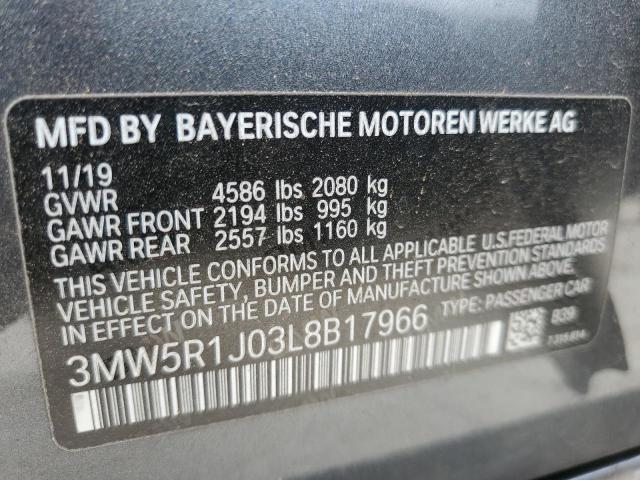 MFD BY BAYERISCHE MOTOREN WERKE AG
11/19
GVWR 4586 lbs 2080 kg
GAWR FRONT 2194 lbs 995 kg
GAWR REAR 2557 lbs 1160 kg
THIS VEHICLE CONFORMS TO ALL APPLICABLE U.S.FEDERAL MOTOR
VEHICLE SAFETY, BUMPER AND THEFT PREVENTION STANDARDS
IN EFFECT ON THE DATE OF MANUFACTURE SHOWN ABOVE.
3MW5R1J03L8B17966 TYPE: PASSENGER CAR
B39